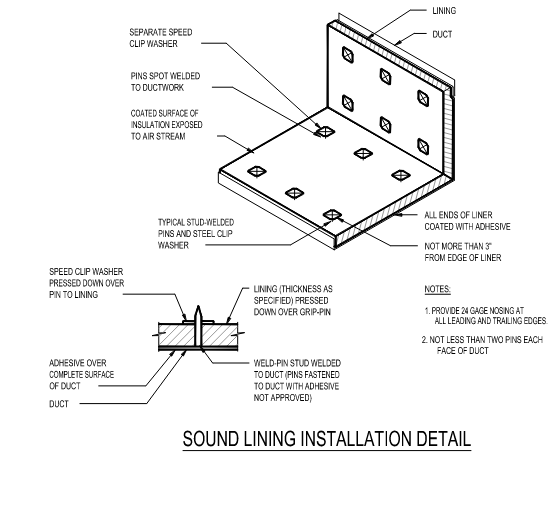 LINING
DUCT
SEPARATE SPEED
CLIP WASHER
PINS SPOT WELDED
TO DUCTWORK
COATED SURFACE OF
INSULATION EXPOSED
TO AIR STREAM
TYPICAL STUD-WELDED
PINS AND STEEL CLIP
WASHER
ALL ENDS OF LINER
COATED WITH ADHESIVE
NOT MORE THAN 3"
FROM EDGE OF LINER
SPEED CLIP WASHER
PRESSED DOWN OVER
PIN TO LINING
LINING (THICKNESS AS
SPECIFIED) PRESSED
DOWN OVER GRIP-PIN
NOTES:
1. PROVIDE 24 GAGE NOSING AT
ALL LEADING AND TRAILING EDGES.
2. NOT LESS THAN TWO PINS EACH
FACE OF DUCT
ADHESIVE OVER
COMPLETE SURFACE
OF DUCT
DUCT
WELD-PIN STUD WELDED
TO DUCT (PINS FASTENED
TO DUCT WITH ADHESIVE
NOT APPROVED)
SOUND LINING INSTALLATION DETAIL